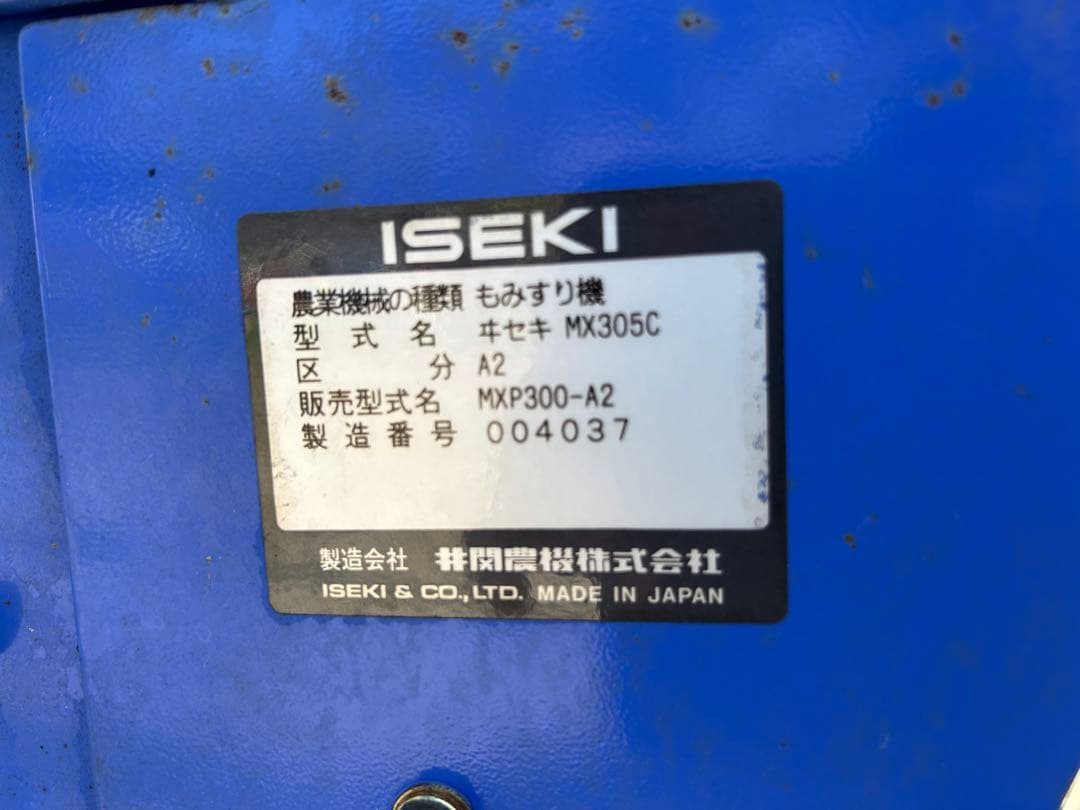 ISEKI
農業機械の種類 もみすり機
型式名 ヰセキ MX305C
区分 A2
販売型式名 MXP300-A2
製造番号 004037
製造会社 井関農機株式会社
ISEKI & CO.,LTD. MADE IN JAPAN